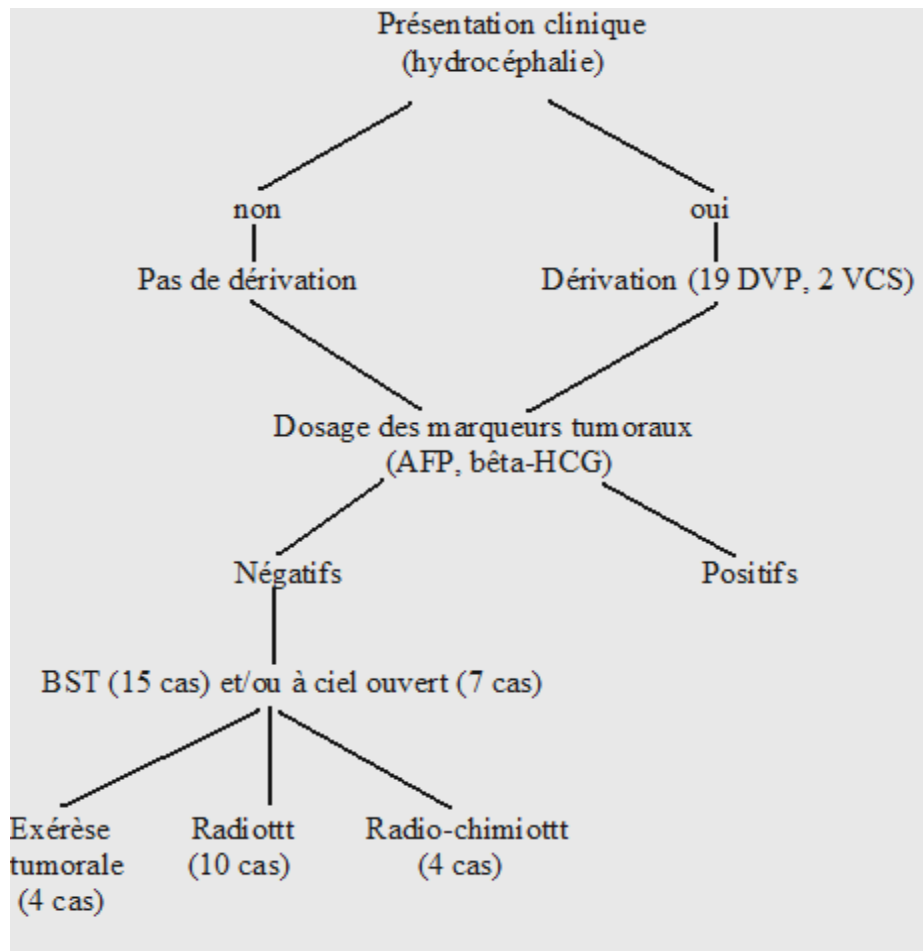 Présentation clinique
(hydrocéphalie)
non
oui
Pas de dérivation
Dérivation (19 DVP, 2 VCS)
Dosage des marqueurs tumoraux
(AFP, bêta-HCG)
Négatifs
Positifs
BST (15 cas) et/ou à ciel ouvert (7 cas)
Exérèse
tumorale
(4 cas)
Radiottt
(10 cas)
Radio-chimiottt
(4 cas)